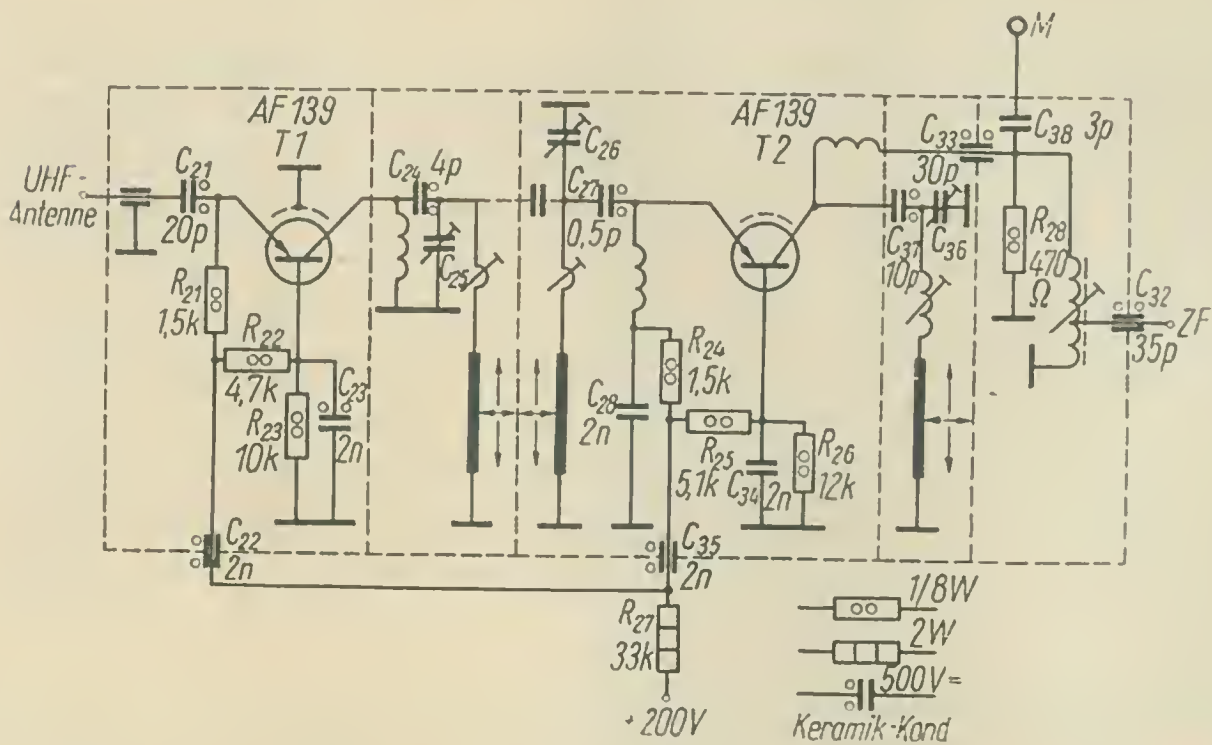 M
AF139
T1
AF139
T2
C26
C33
30p
C38 3p
UHF-
Antenne
C21
20p
C24 4p
C25
C27
0,5p
C37
10p
C36
R28
470
Ω
C32
35p
ZF
R21
1,5k
R22
4,7k
R23
10k
C23
2n
C28
2n
R24
1,5k
R25
5,1k
C34 2n
R26
12k
C22
2n
C35
2n
R27
33k
+200V
1/8W
2W
500V=
Keramik-Kond